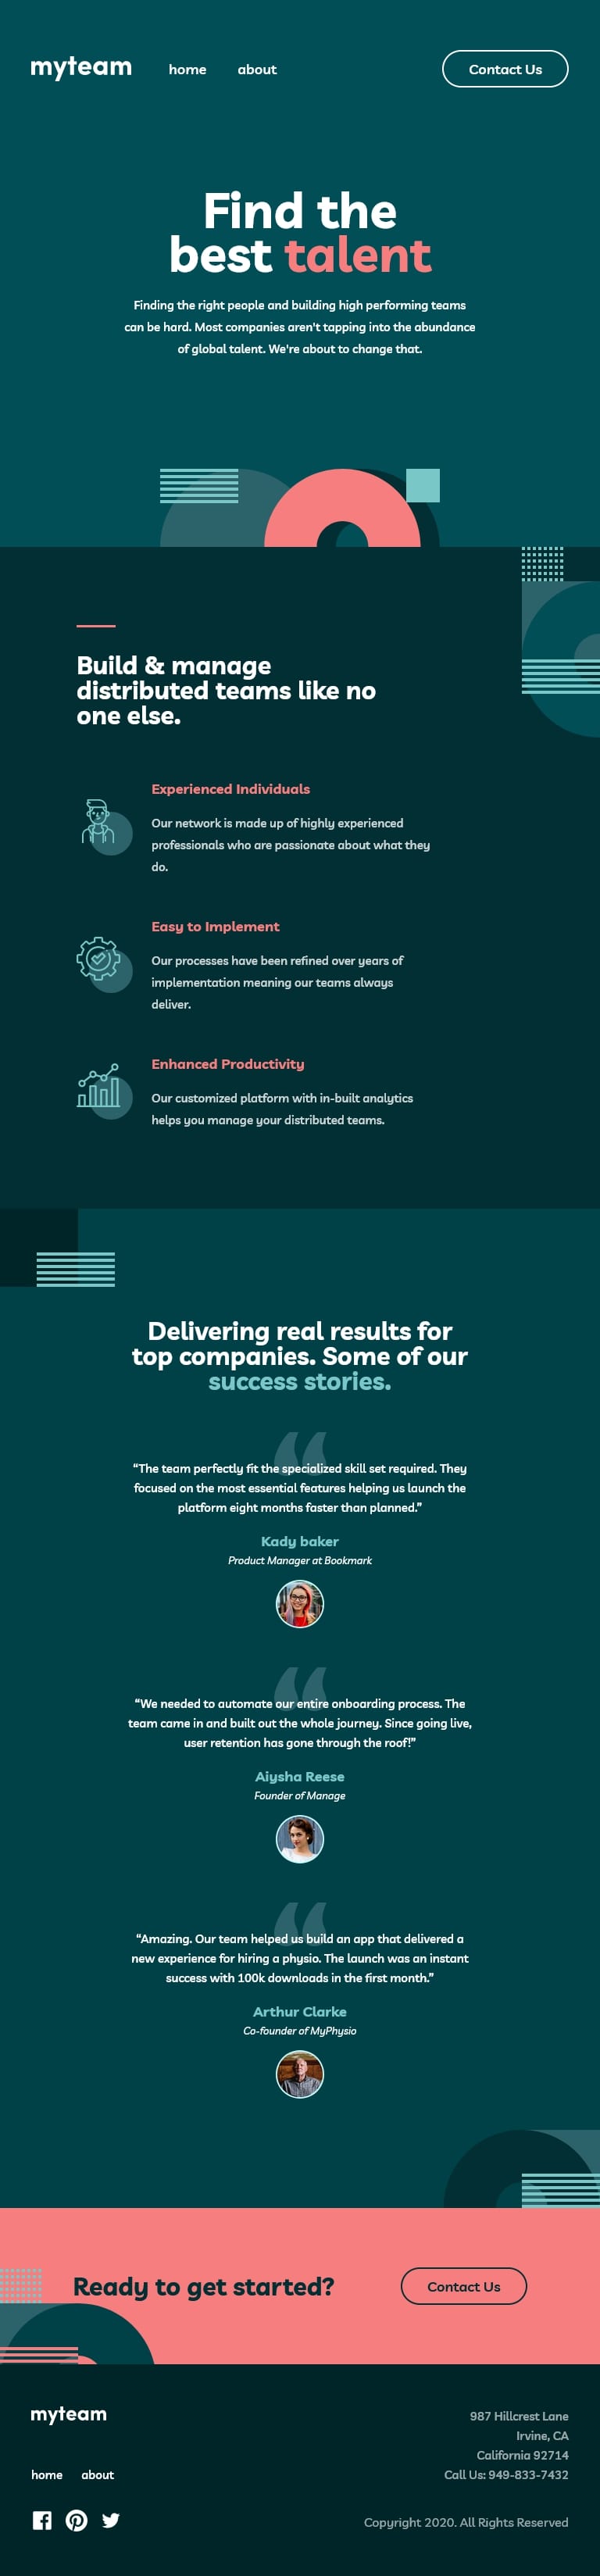 myteam
home
about
Contact Us
Find the
best talent
Finding the right people and building high performing teams
can be hard. Most companies aren't tapping into the abundance
of global talent. We're about to change that.
Build & manage
distributed teams like no
one else.
Experienced Individuals
Our network is made up of highly experienced
professionals who are passionate about what they
do.
Easy to Implement
Our processes have been refined over years of
implementation meaning our teams always
deliver.
Enhanced Productivity
Our customized platform with in-built analytics
helps you manage your distributed teams.
Delivering real results for
top companies. Some of our
success stories.
“The team perfectly fit the specialized skill set required. They
focused on the most essential features helping us launch the
platform eight months faster than planned.”
Kady baker
Product Manager at Bookmark
“We needed to automate our entire onboarding process. The
team came in and built out the whole journey. Since going live,
user retention has gone through the roof!”
Aiysha Reese
Founder of Manage
“Amazing. Our team helped us build an app that delivered a
new experience for hiring a physio. The launch was an instant
success with 100k downloads in the first month.”
Arthur Clarke
Co-founder of MyPhysio
Ready to get started?
Contact Us
myteam
home
about
987 Hillcrest Lane
Irvine, CA
California 92714
Call Us: 949-833-7432
Copyright 2020. All Rights Reserved